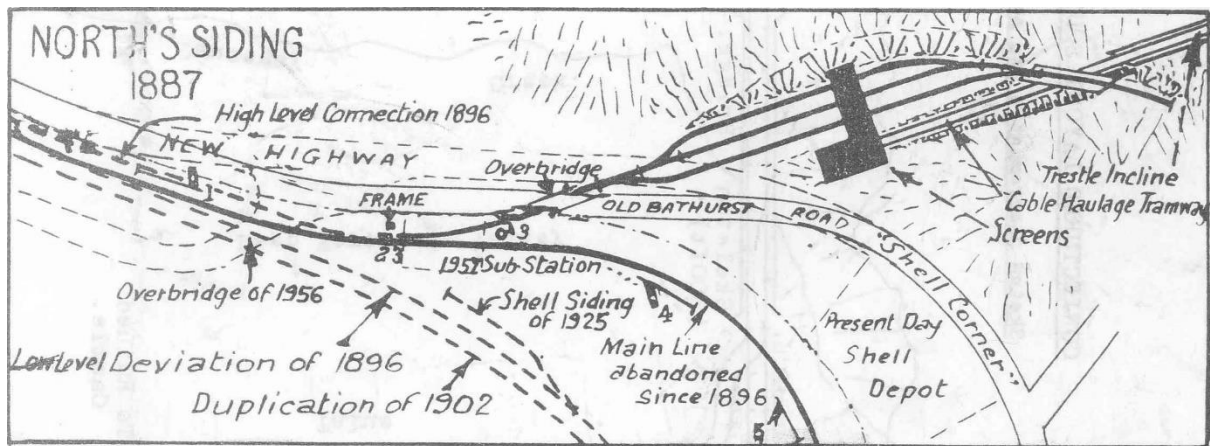 NORTH'S SIDING
1887
High Level Connection 1896
NEW HIGHWAY
Overbridge
FRAME
OLD BATHURST ROAD
"Shell Corner"
Trestle Incline
Cable Haulage Tramway
Screens
3
23
1957 Sub-Station
Overbridge of 1956
Shell Siding
of 1925
4
Low Level Deviation of 1896
Duplication of 1902
Main Line
abandoned
since 1896
5
Present Day
Shell
Depot